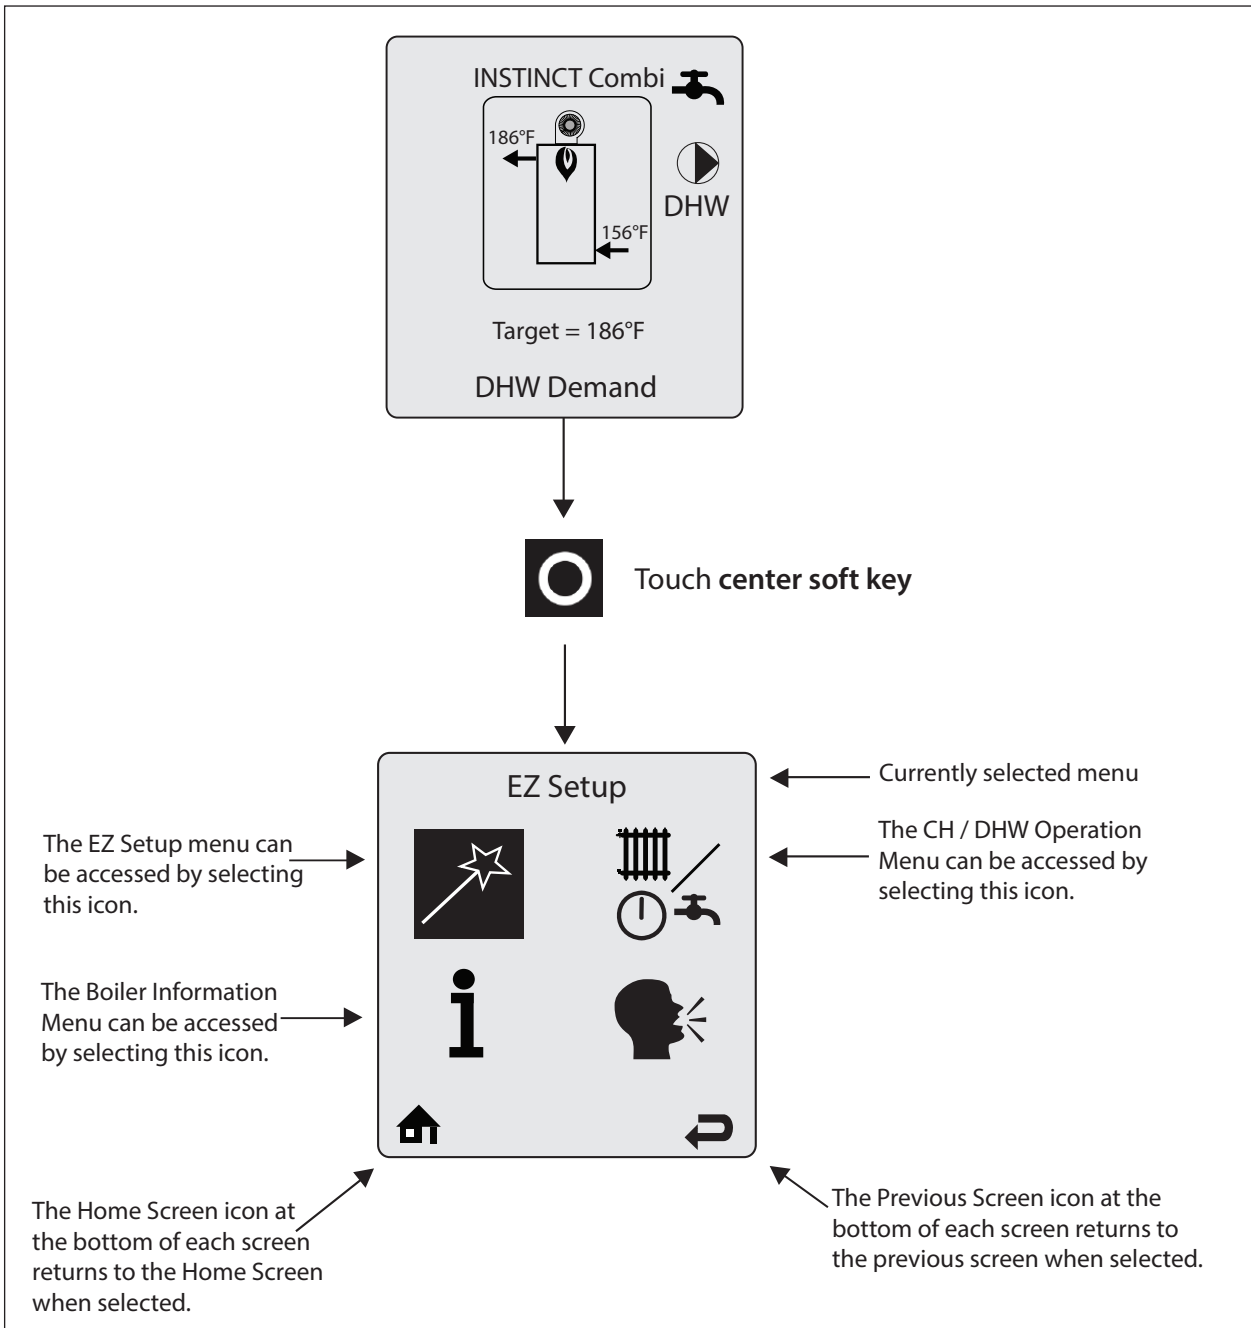 INSTINCT Combi
186°F
DHW
156°F
Target = 186°F
DHW Demand
Touch center soft key
EZ Setup
Currently selected menu
The EZ Setup menu can
be accessed by selecting
this icon.
The CH / DHW Operation
Menu can be accessed by
selecting this icon.
The Boiler Information
Menu can be accessed
by selecting this icon.
The Home Screen icon at
the bottom of each screen
returns to the Home Screen
when selected.
The Previous Screen icon at the
bottom of each screen returns to
the previous screen when selected.